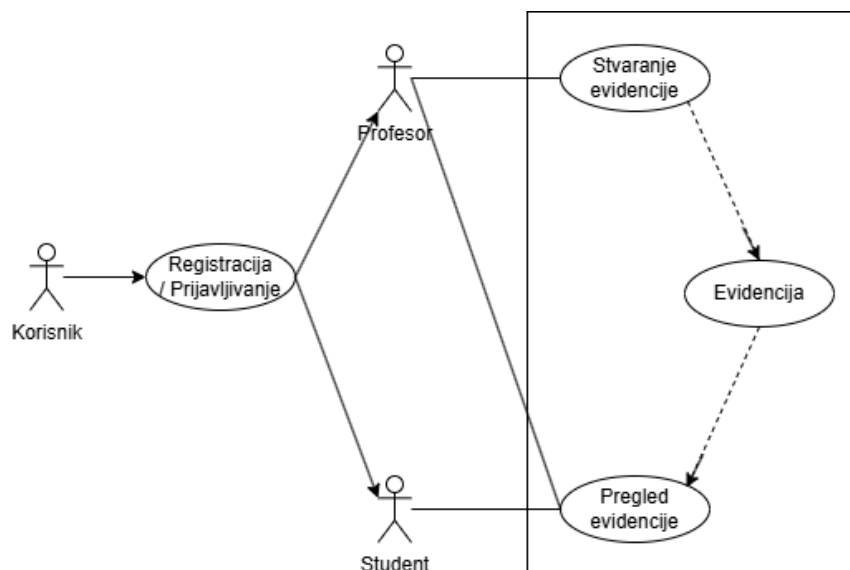 Stvaranje
evidencije
Profesor
Registracija
/ Prijavljivanje
Korisnik
Evidencija
Pregled
evidencije
Student